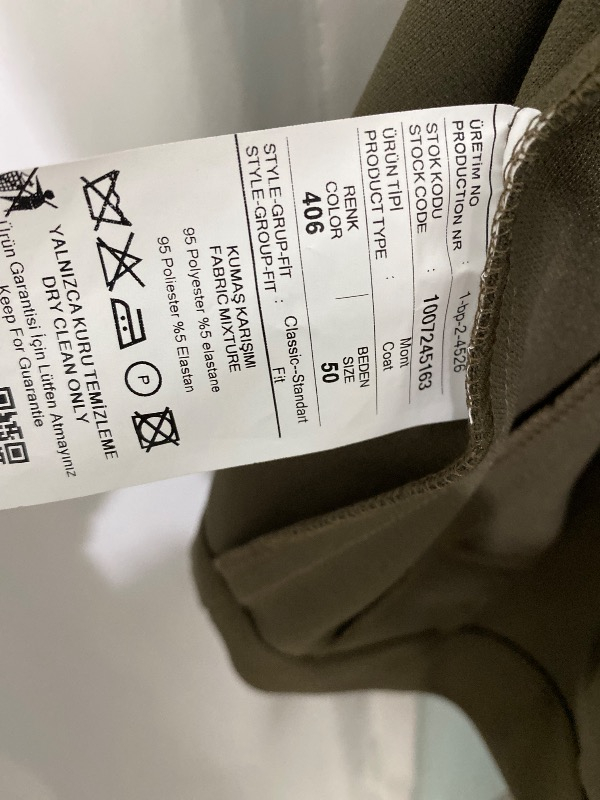 ÜRETİM NO
PRODUCTION NR : 1-bp-2-4526
STOK KODU
STOCK CODE : 1007245163
ÜRÜN TİPİ Mont
PRODUCT TYPE : Coat
RENK BEDEN
COLOR SIZE
406 50
STYLE-GRUP-FİT Classic--Standart
STYLE-GROUP-FIT : Fit
KUMAŞ KARIŞIMI
FABRIC MIXTURE
95 Polyester %5 elastane
95 Poliester %5 Elastan
P
YALNIZCA KURU TEMİZLEME
DRY CLEAN ONLY
Ürün Garantisi İçin Lütfen Atmayınız
Keep For Guarantie